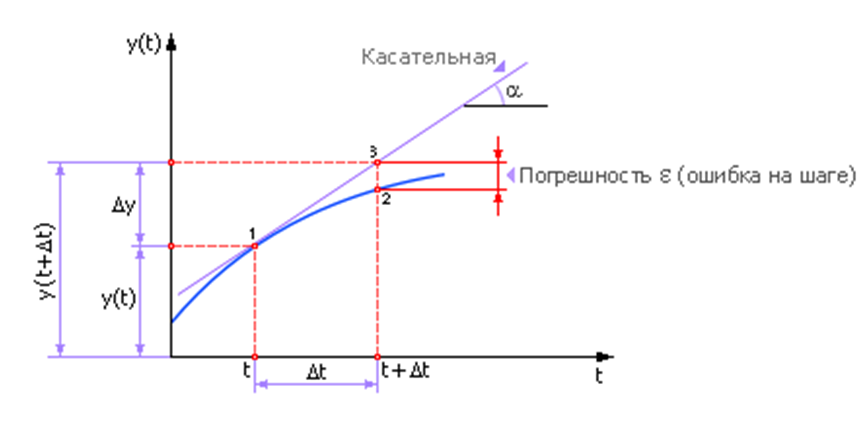 y(t)
Касательная
α
3
Погрешность ε (ошибка на шаге)
2
Δy
1
y(t+Δt)
y(t)
t
Δt
t+Δt
t